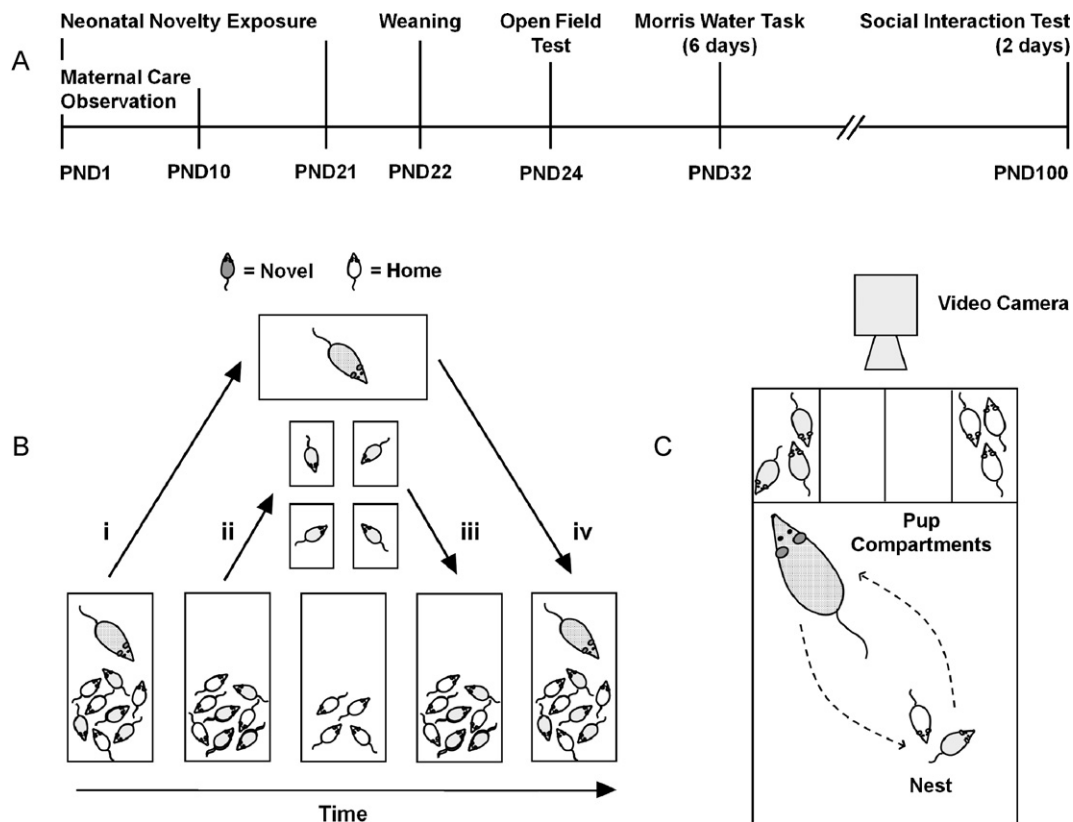 A
Neonatal Novelty Exposure
Weaning
Open Field
Test
Morris Water Task
(6 days)
Social Interaction Test
(2 days)
Maternal Care
Observation
PND1
PND10
PND21
PND22
PND24
PND32
PND100
B
= Novel
= Home
i
ii
iii
iv
Time
C
Video Camera
Pup
Compartments
Nest